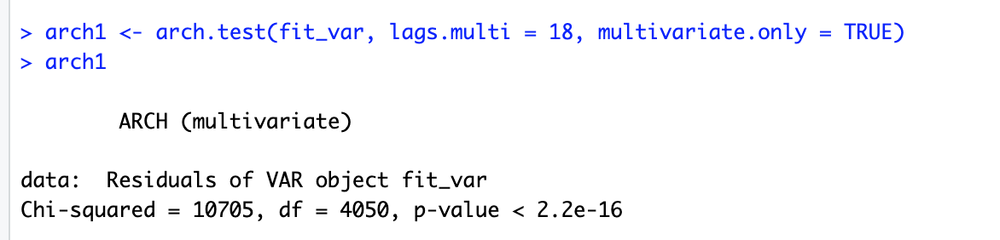 > arch1 <- arch.test(fit_var, lags.multi = 18, multivariate.only = TRUE)
> arch1
ARCH (multivariate)
data:  Residuals of VAR object fit_var
Chi-squared = 10705, df = 4050, p-value < 2.2e-16